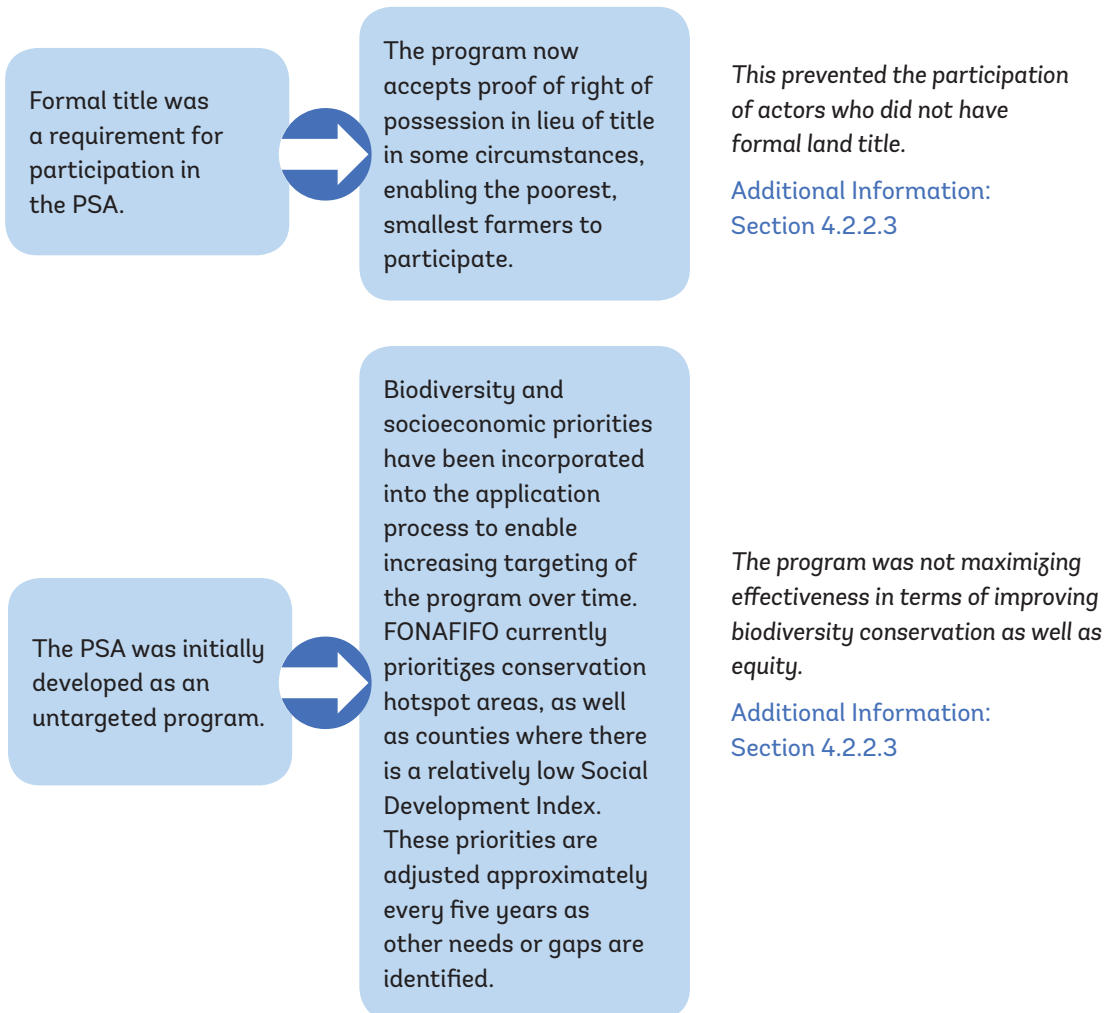 Formal title was
a requirement for
participation in
the PSA.
The program now
accepts proof of right of
possession in lieu of title
in some circumstances,
enabling the poorest,
smallest farmers to
participate.
This prevented the participation
of actors who did not have
formal land title.
Additional Information:
Section 4.2.2.3
The PSA was initially
developed as an
untargeted program.
Biodiversity and
socioeconomic priorities
have been incorporated
into the application
process to enable
increasing targeting of
the program over time.
FONAFIFO currently
prioritizes conservation
hotspot areas, as well
as counties where there
is a relatively low Social
Development Index.
These priorities are
adjusted approximately
every five years as
other needs or gaps are
identified.
The program was not maximizing
effectiveness in terms of improving
biodiversity conservation as well as
equity.
Additional Information:
Section 4.2.2.3